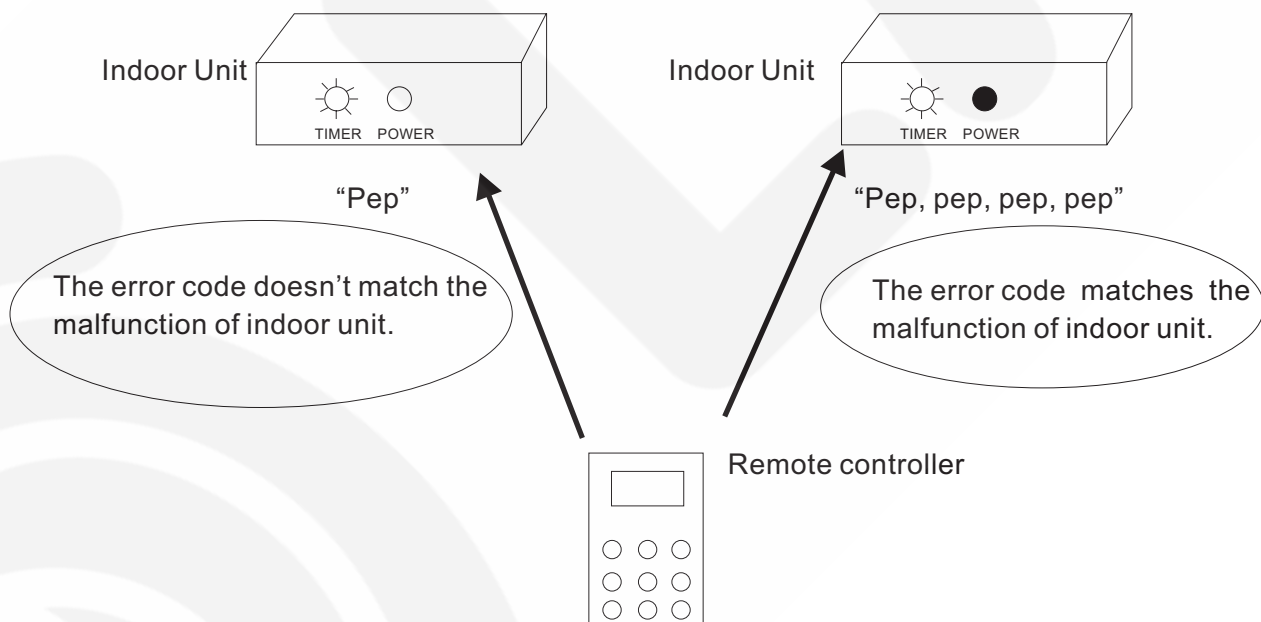 Indoor Unit
TIMER POWER
“Pep”
The error code doesn’t match the
malfunction of indoor unit.
Indoor Unit
TIMER POWER
“Pep, pep, pep, pep”
The error code matches the
malfunction of indoor unit.
Remote controller